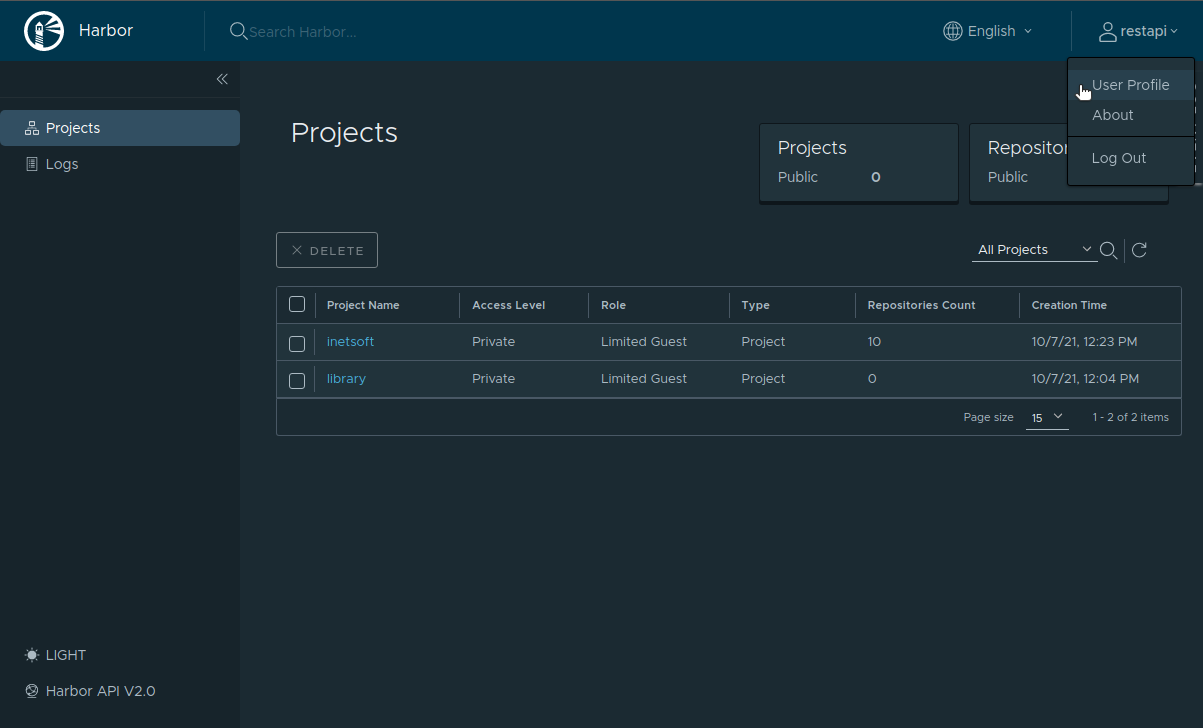 Harbor
Search Harbor...
English
restapi
User Profile
About
Log Out
Projects
Logs
Projects
Projects
Public 0
Public
DELETE
All Projects
Project Name Access Level Role Type Repositories Count Creation Time
inetsoft Private Limited Guest Project 10 10/7/21, 12:23 PM
library Private Limited Guest Project 0 10/7/21, 12:04 PM
Page size 15 1 - 2 of 2 items
LIGHT
Harbor API V2.0